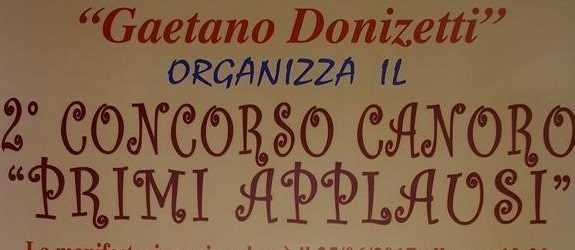 “Gaetano Donizetti”
ORGANIZZA IL
2° CONCORSO CANORO
“PRIMI APPLAUSI”